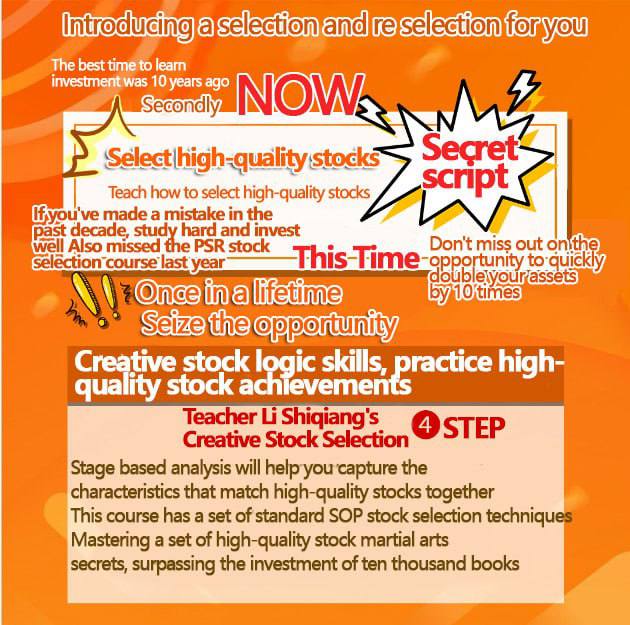 Introducing a selection and re selection for you
The best time to learn
investment was 10 years ago
Secondly
NOW
Select high-quality stocks
Teach how to select high-quality stocks
Secret
script
If you've made a mistake in the
past decade, study hard and invest
well Also missed the PSR stock
selection course last year
This Time
Don't miss out on the
opportunity to quickly
double your assets
by 10 times
Once in a lifetime
Seize the opportunity
Creative stock logic skills, practice high-
quality stock achievements
Teacher Li Shiqiang's
Creative Stock Selection
4 STEP
Stage based analysis will help you capture the
characteristics that match high-quality stocks together
This course has a set of standard SOP stock selection techniques
Mastering a set of high-quality stock martial arts
secrets, surpassing the investment of ten thousand books